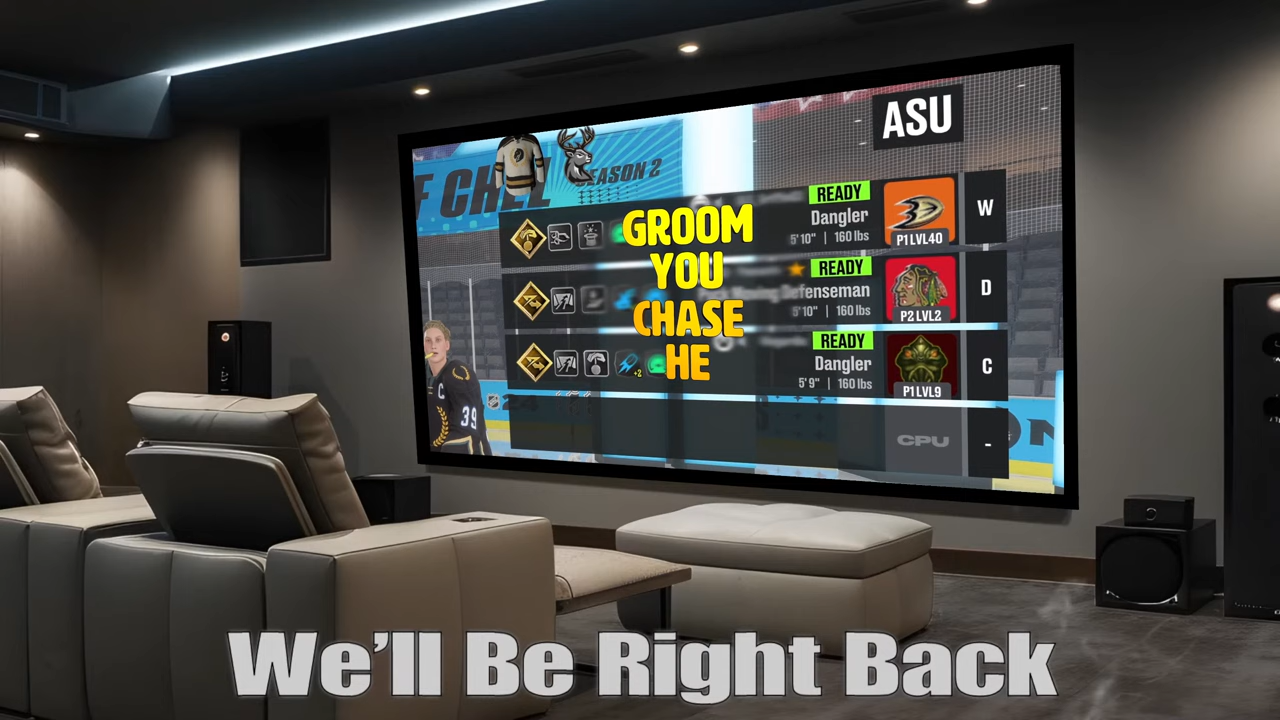 ASU
F CHEL
SEASON 2
READY
Dangler
5'10" | 160 lbs
P1 LVL40
W
READY
Defenseman
5'10" | 160 lbs
P2 LVL2
D
READY
Dangler
5'9" | 160 lbs
P1 LVL9
C
+2
CPU
-
GROOM
YOU
CHASE
HE
C
39
24
We'll Be Right Back